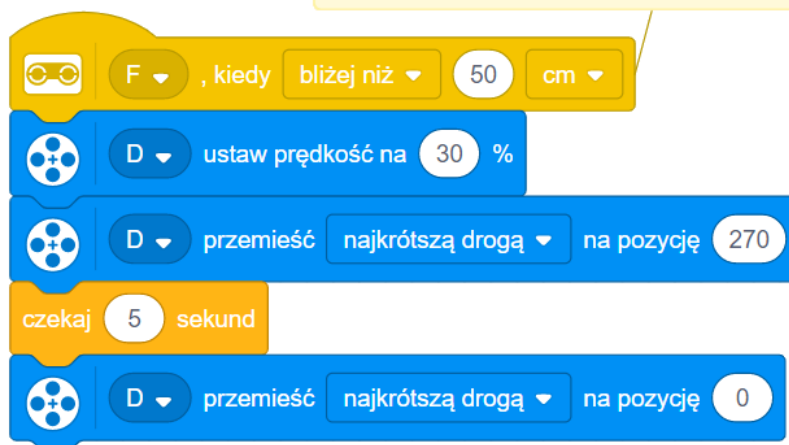 F , kiedy bliżej niż 50 cm
D ustaw prędkość na 30 %
D przemieść najkrótszą drogą na pozycję 270
czekaj 5 sekund
D przemieść najkrótszą drogą na pozycję 0